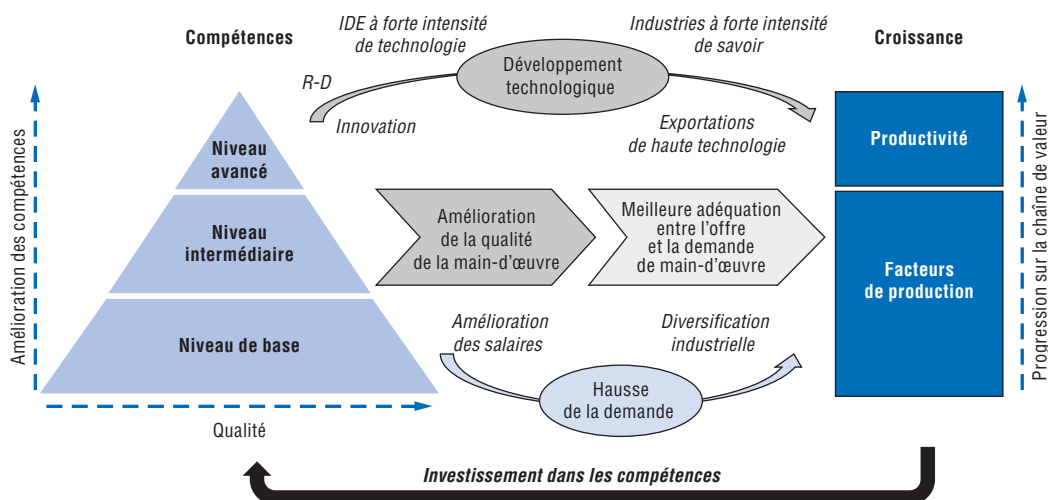 Compétences
IDE à forte intensité
de technologie
Industries à forte intensité
de savoir
Croissance
Développement
technologique
R-D
Innovation
Exportations
de haute technologie
Amélioration des compétences
Niveau
avancé
Niveau
intermédiaire
Niveau de base
Qualité
Amélioration
de la qualité
de la main-d'œuvre
Meilleure adéquation
entre l'offre
et la demande
de main-d'œuvre
Amélioration
des salaires
Diversification
industrielle
Hausse
de la demande
Productivité
Facteurs
de production
Progression sur la chaîne de valeur
Investissement dans les compétences